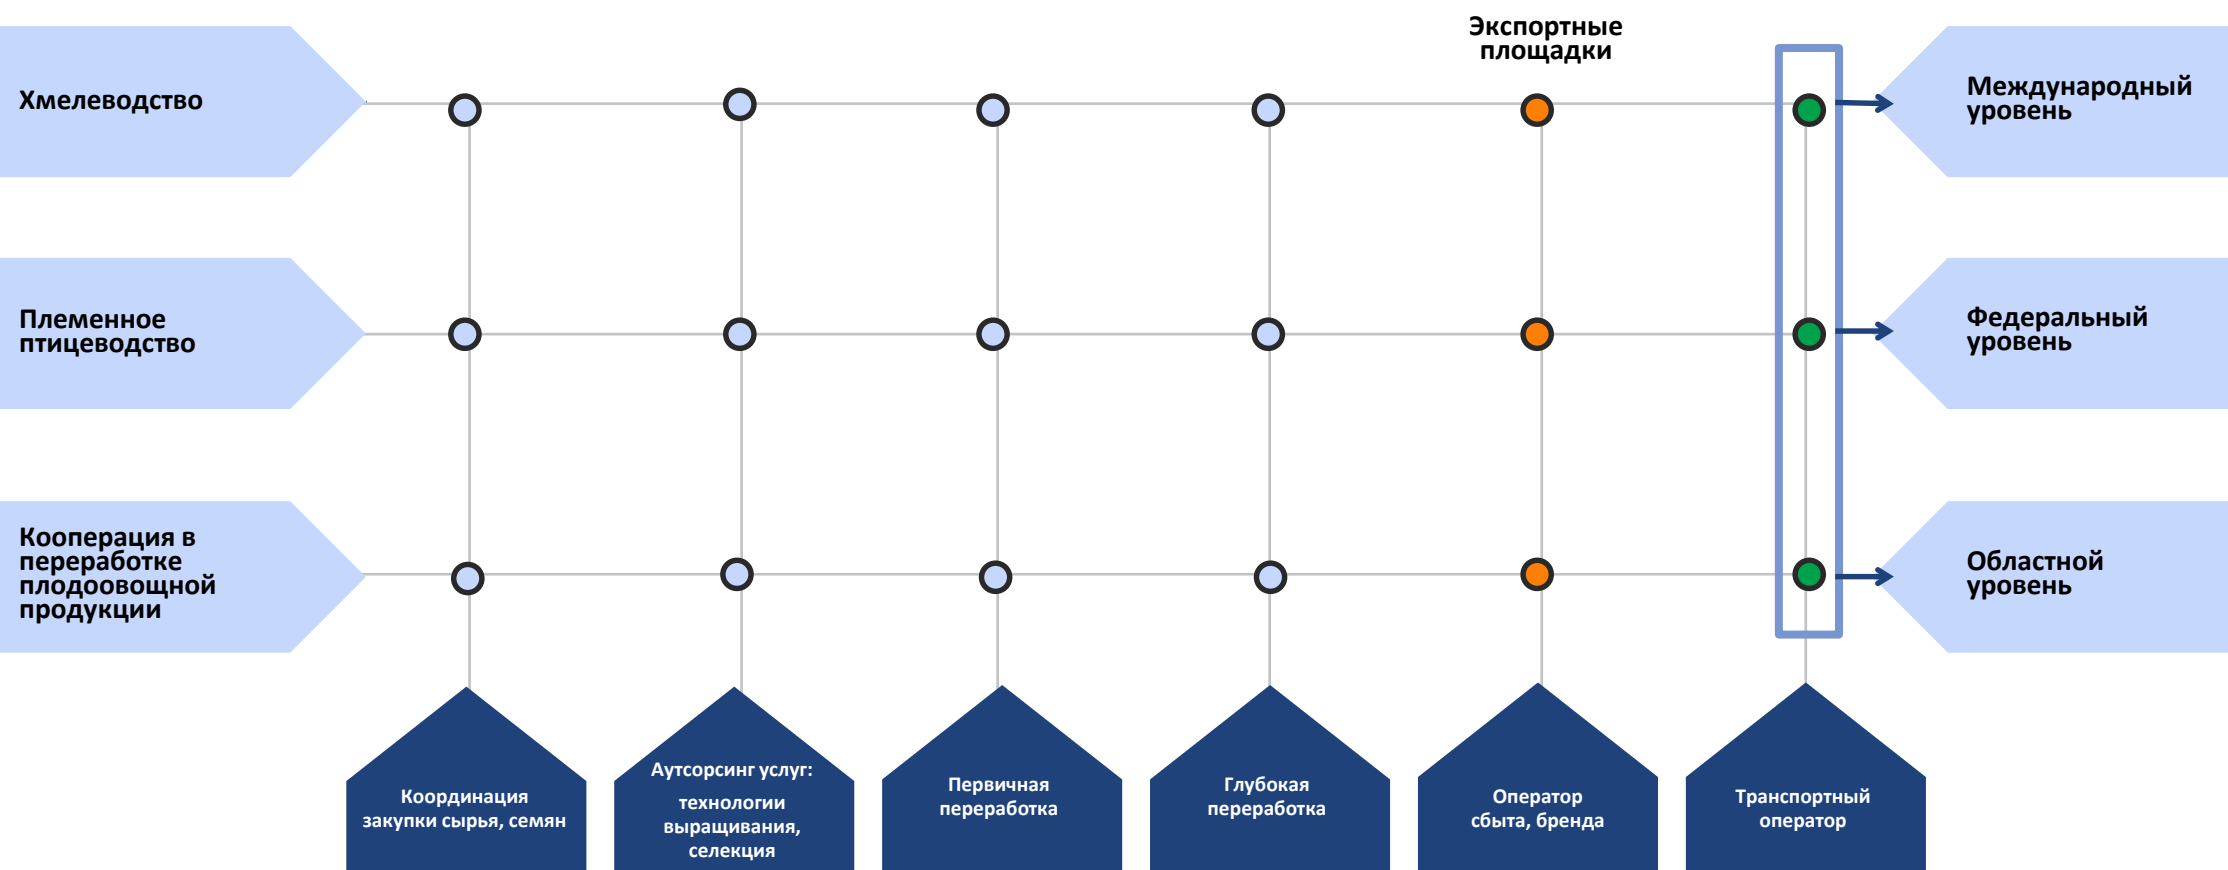 Экспортные
площадки
Хмелеводство
Международный
уровень
Племенное
птицеводство
Федеральный
уровень
Кооперация в
переработке
плодоовощной
продукции
Областной
уровень
Координация
закупки сырья, семян
Аутсорсинг услуг:
технологии
выращивания,
селекция
Первичная
переработка
Глубокая
переработка
Оператор
сбыта, бренда
Транспортный
оператор